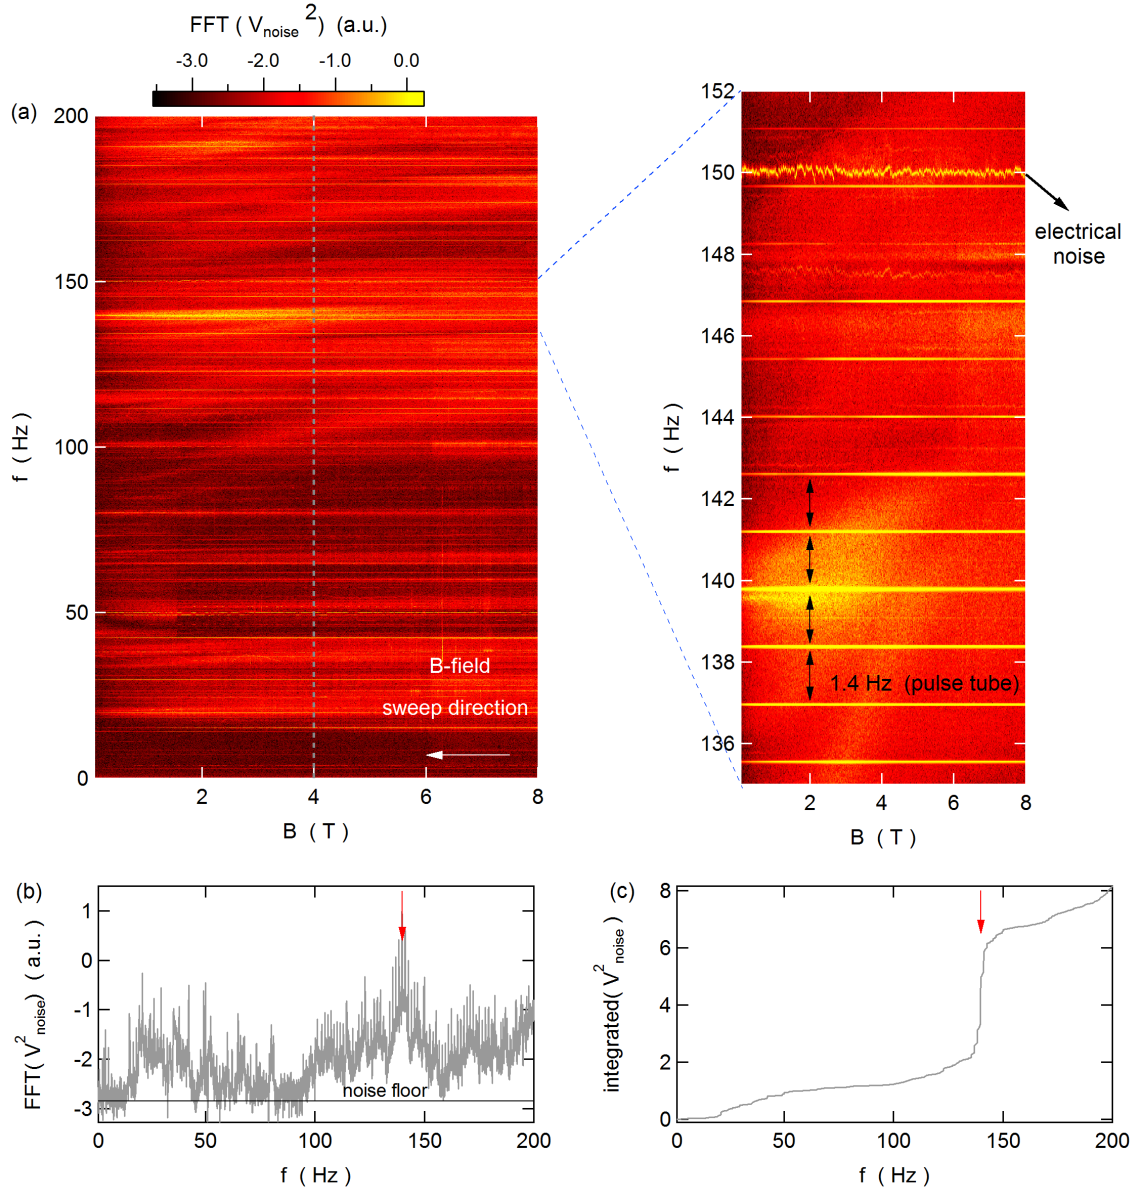 FFT ( Vnoise 2 ) (a.u.)
-3.0 -2.0 -1.0 0.0
(a)
200
150
100
50
0
f ( Hz )
2 4 6 8
B ( T )
B-field
sweep direction
152
150
148
146
144
142
140
138
136
f ( Hz )
2 4 6 8
B ( T )
electrical
noise
1.4 Hz (pulse tube)
(b)
1
0
-1
-2
-3
FFT( V2noise) ( a.u. )
noise floor
0 50 100 150 200
f ( Hz )
(c)
8
6
4
2
0
integrated( V2noise )
0 50 100 150 200
f ( Hz )